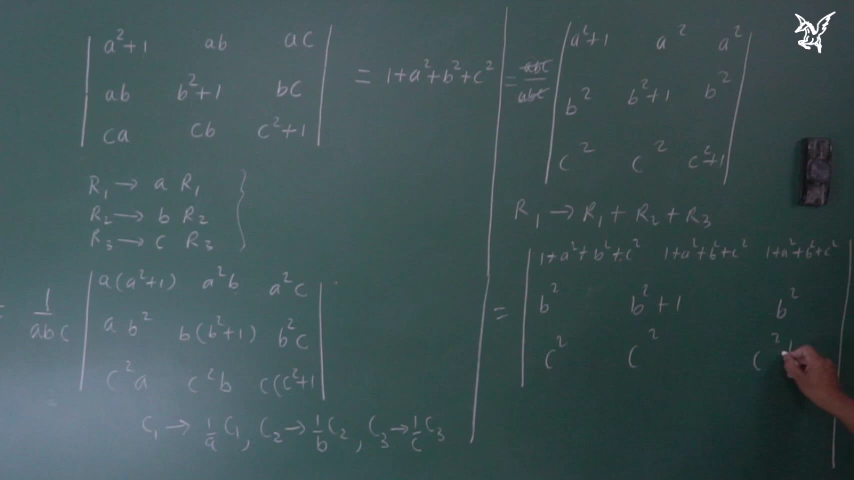 a²+1 ab ac
ab b²+1 bc = 1+a²+b²+c²
ca cb c²+1
R₁ → a R₁
R₂ → b R₂
R₃ → c R₃
a(a²+1) a²b a²c
= 1/abc ab² b(b²+1) b²c
c²a c²b c(c²+1
C₁ → 1/a C₁, C₂ → 1/b C₂, C₃ → 1/c C₃
a²+1 a² a²
= abc/abc b² b²+1 b²
c² c² c²+1
R₁ → R₁ + R₂ + R₃
1+a²+b²+c² 1+a²+b²+c² 1+a²+b²+c²
= b² b²+1 b²
c² c² c²